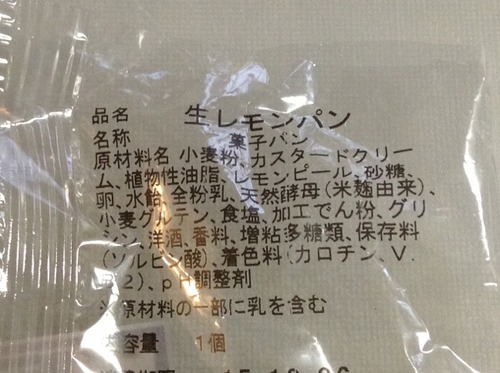 品名 生レモンパン
名称 菓子パン
原材料名 小麦粉、カスタードクリー
ム、植物性油脂、レモンピール、砂糖、
卵、水飴、全粉乳、天然酵母(米麹由来)、
小麦グルテン、食塩、加工でん粉、グリ
シン、洋酒、香料、増粘多糖類、保存料
(ソルビン酸)、着色料(カロチン、V.
B2)、pH調整剤
※原材料の一部に乳を含む
内容量 1個